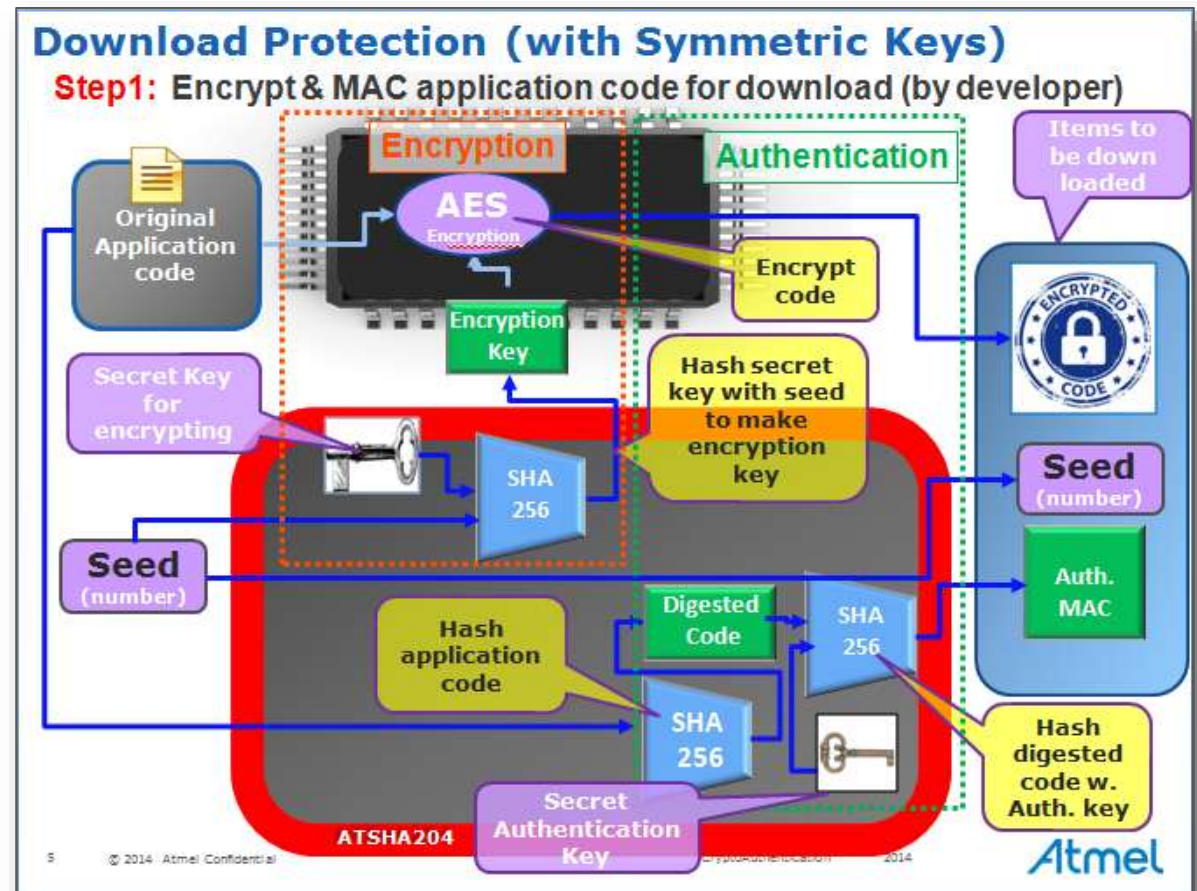 Download Protection (with Symmetric Keys)
Step1: Encrypt & MAC application code for download (by developer)
Encryption
Authentication
Items to
be down
loaded
Original
Application
code
AES
Encryption
Encrypt
code
ENCRYPTED
CODE
Encryption
Key
Secret Key
for
encrypting
Hash secret
key with seed
to make
encryption
key
SHA
256
Seed
(number)
Seed
(number)
Auth.
MAC
Digested
Code
SHA
256
Hash
application
code
SHA
256
Hash
digested
code w.
Auth. key
Secret
Authentication
Key
ATSHA204
5
© 2014 Atmel Confidential
CryptoAuthentication
2014
Atmel